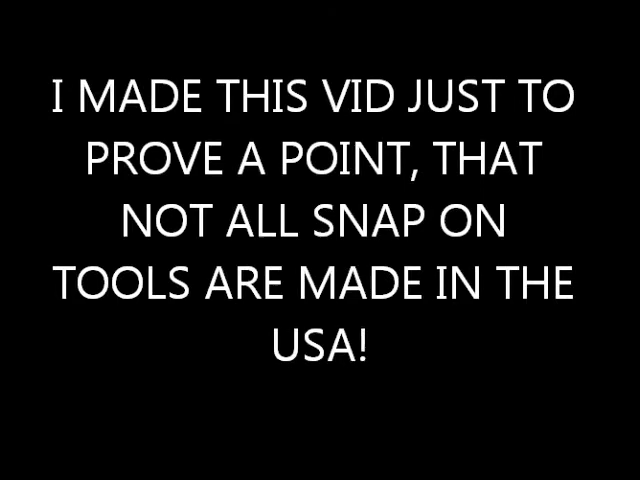 I MADE THIS VID JUST TO
PROVE A POINT, THAT
NOT ALL SNAP ON
TOOLS ARE MADE IN THE
USA!